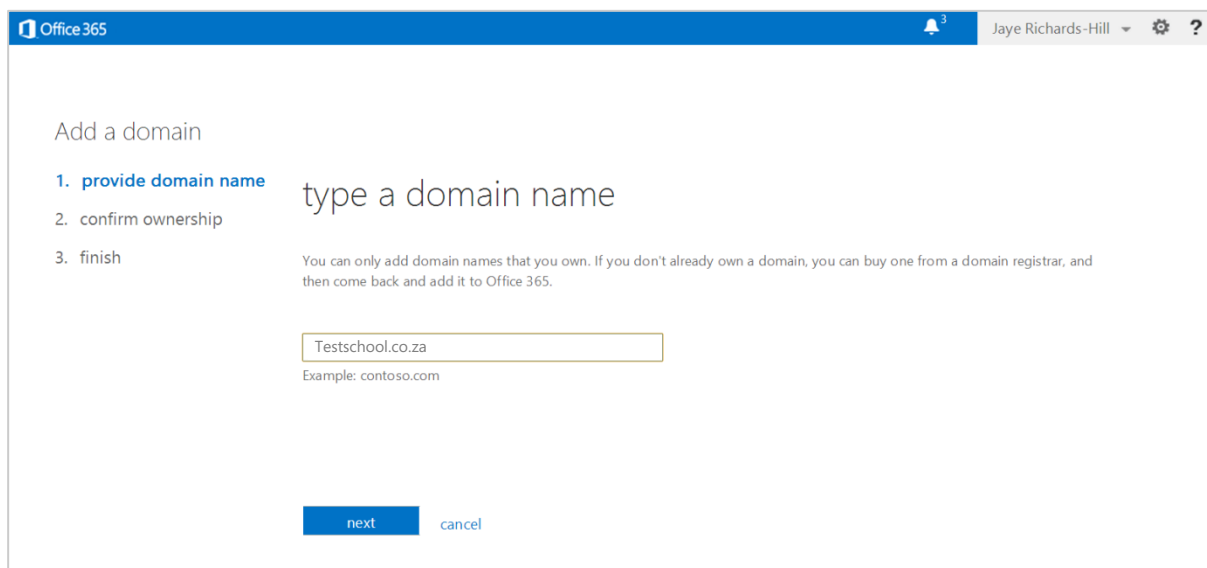 Office 365
3
Jaye Richards-Hill
?
Add a domain
1. provide domain name
2. confirm ownership
3. finish
type a domain name
You can only add domain names that you own. If you don't already own a domain, you can buy one from a domain registrar, and
then come back and add it to Office 365.
Testschool.co.za
Example: contoso.com
next
cancel